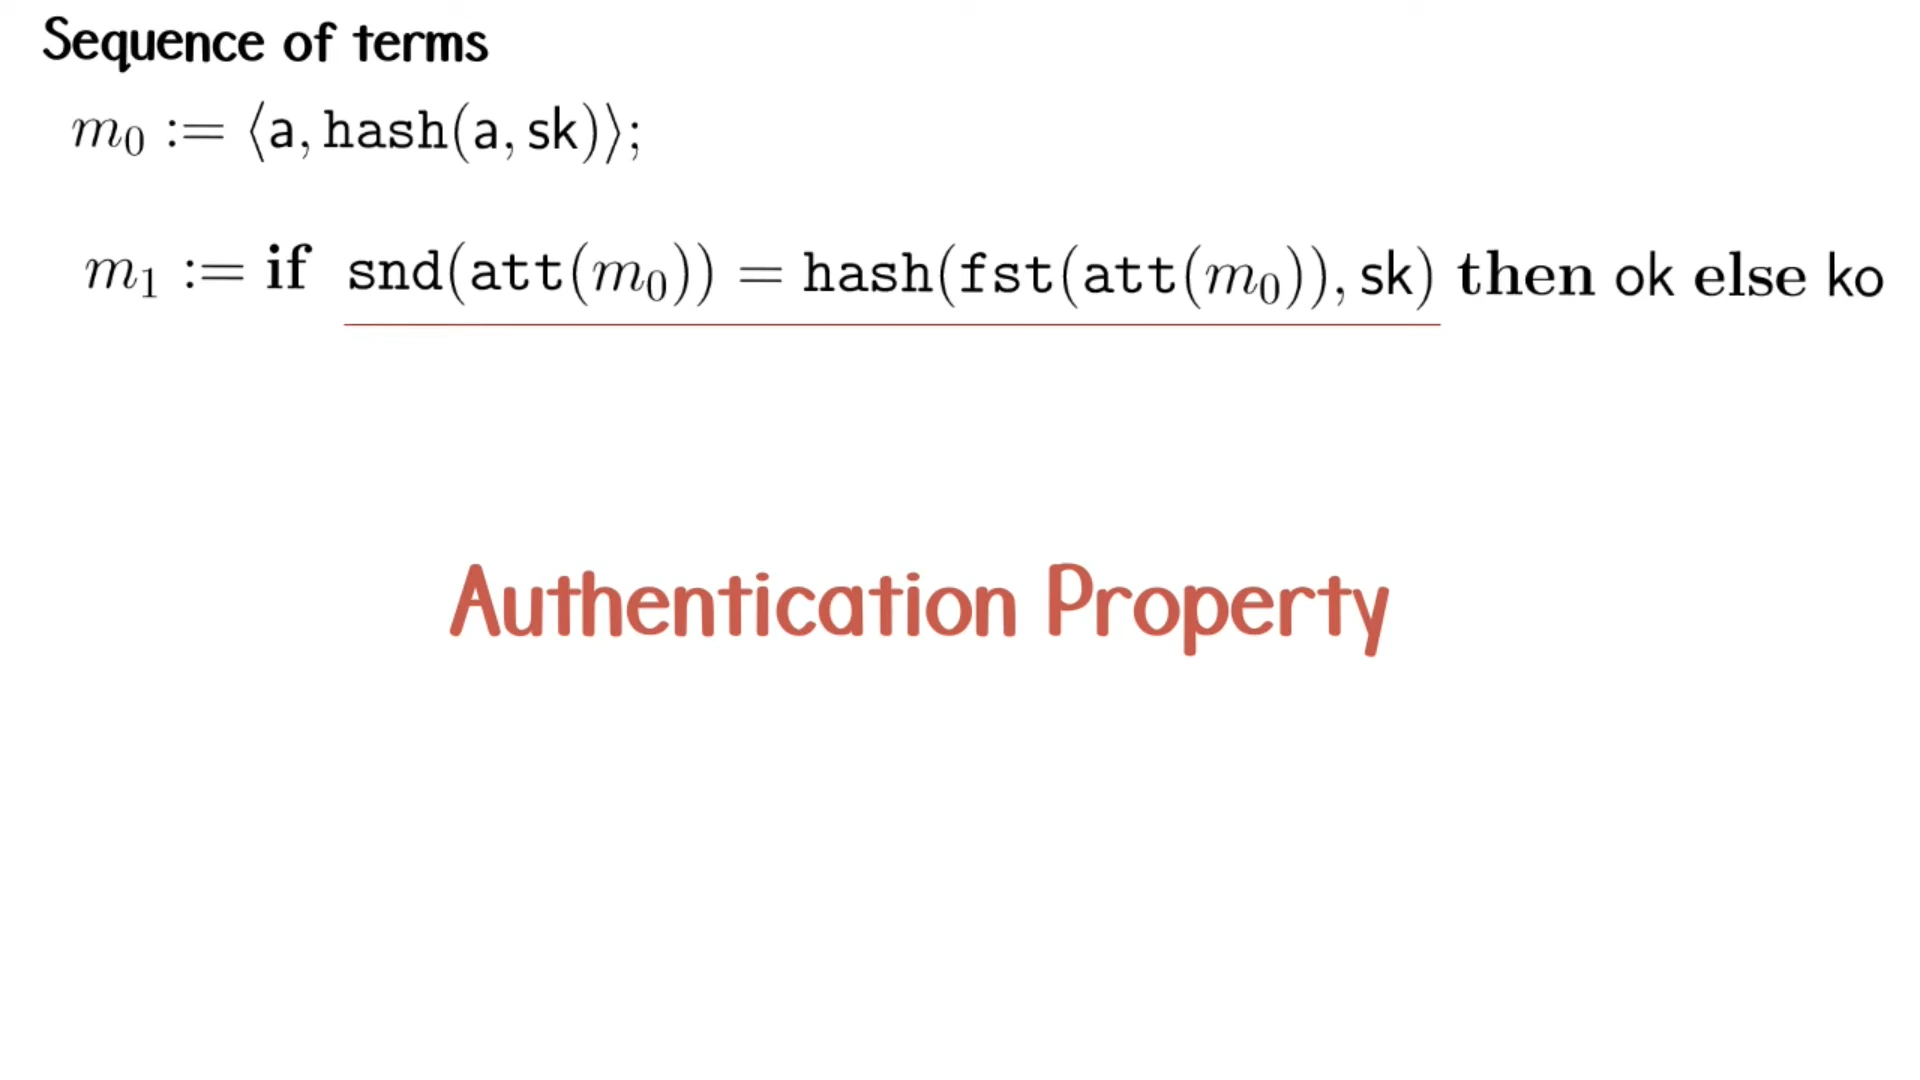 Sequence of terms
m₀ := ⟨a, hash(a, sk)⟩;
m₁ := if snd(att(m₀)) = hash(fst(att(m₀)), sk) then ok else ko
Authentication Property